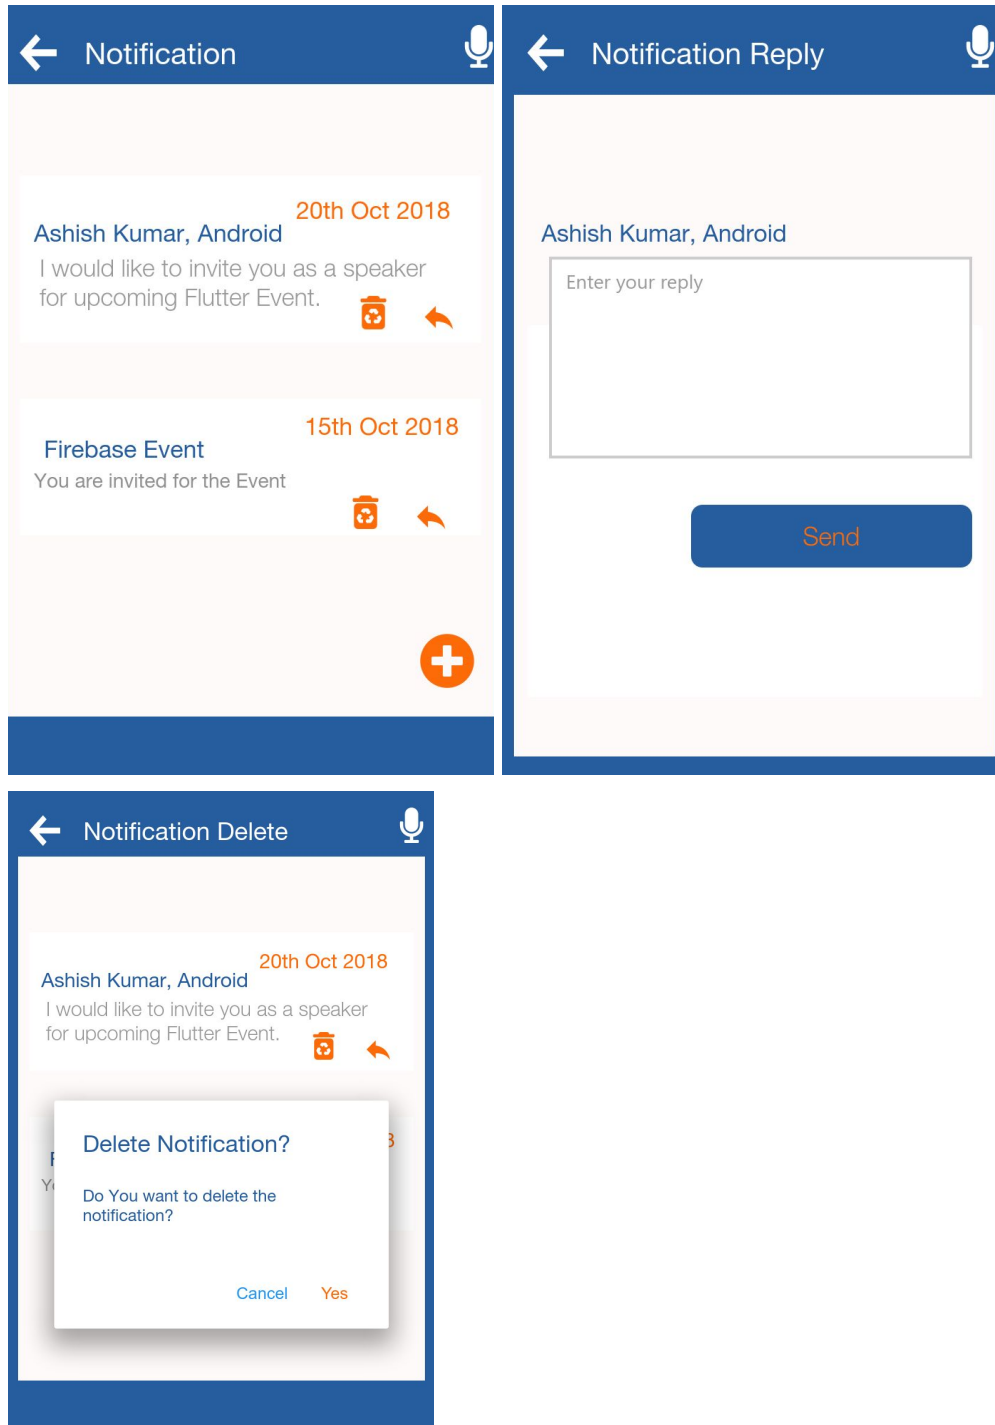 Notification
20th Oct 2018
Ashish Kumar, Android
I would like to invite you as a speaker
for upcoming Flutter Event.
15th Oct 2018
Firebase Event
You are invited for the Event
Notification Reply
Ashish Kumar, Android
Enter your reply
Send
Notification Delete
20th Oct 2018
Ashish Kumar, Android
I would like to invite you as a speaker
for upcoming Flutter Event.
Delete Notification?
Do You want to delete the
notification?
Cancel Yes